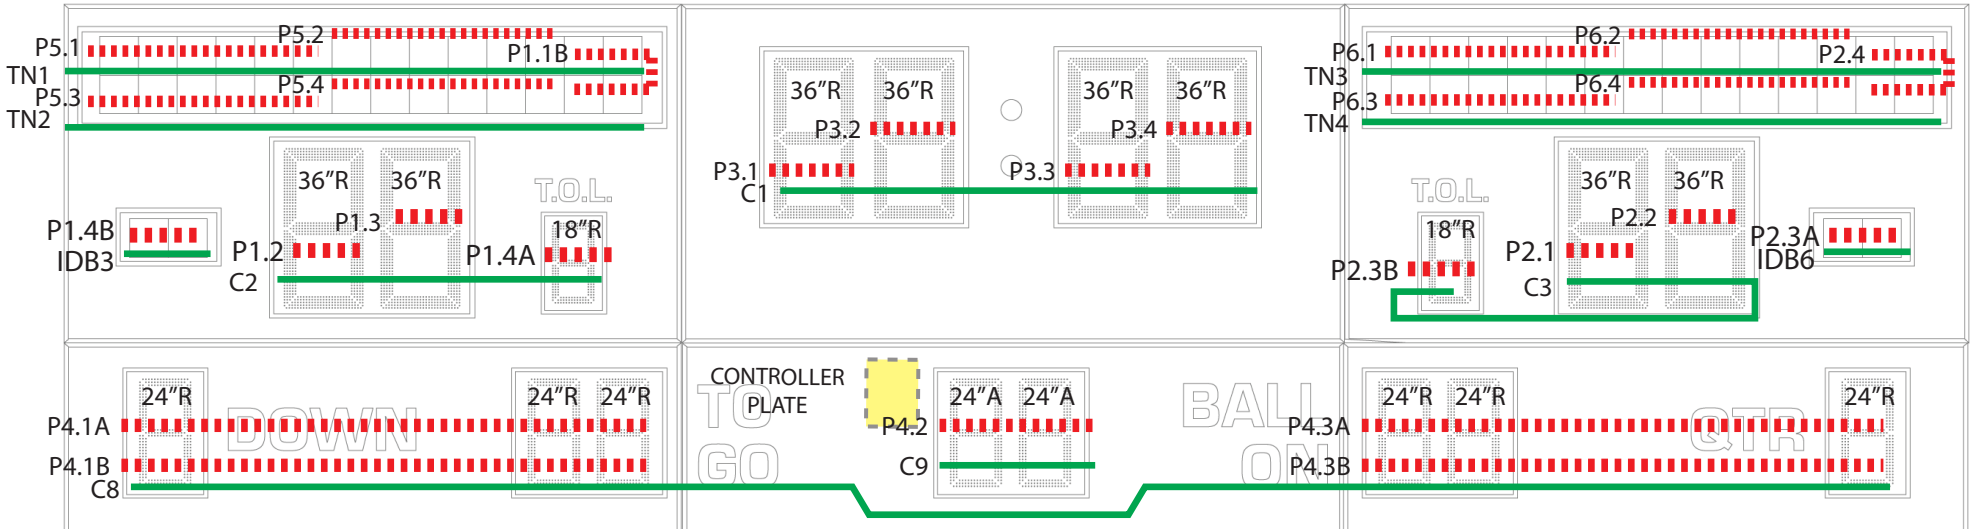 P5.1
P5.2
P1.1B
TN1
P5.3
P5.4
TN2
36"R
36"R
T.O.L.
P1.3
18"R
P1.4B
P1.2
P1.4A
IDB3
C2
36"R
36"R
36"R
36"R
P3.2
P3.4
P3.1
P3.3
C1
P6.1
P6.2
P2.4
TN3
P6.3
P6.4
TN4
T.O.L.
36"R
36"R
18"R
P2.2
P2.3A
P2.3B
P2.1
IDB6
C3
24"R
24"R
24"R
DOWN
P4.1A
P4.1B
C8
CONTROLLER
PLATE
TO
GO
24"A
24"A
P4.2
C9
BALL
ON
24"R
24"R
24"R
QTR
P4.3A
P4.3B